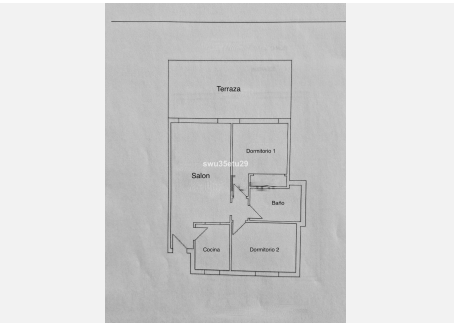 Terraza
Dormitorio 1
awu35etu29
Salon
Baño
Cocina
Dormitorio 2